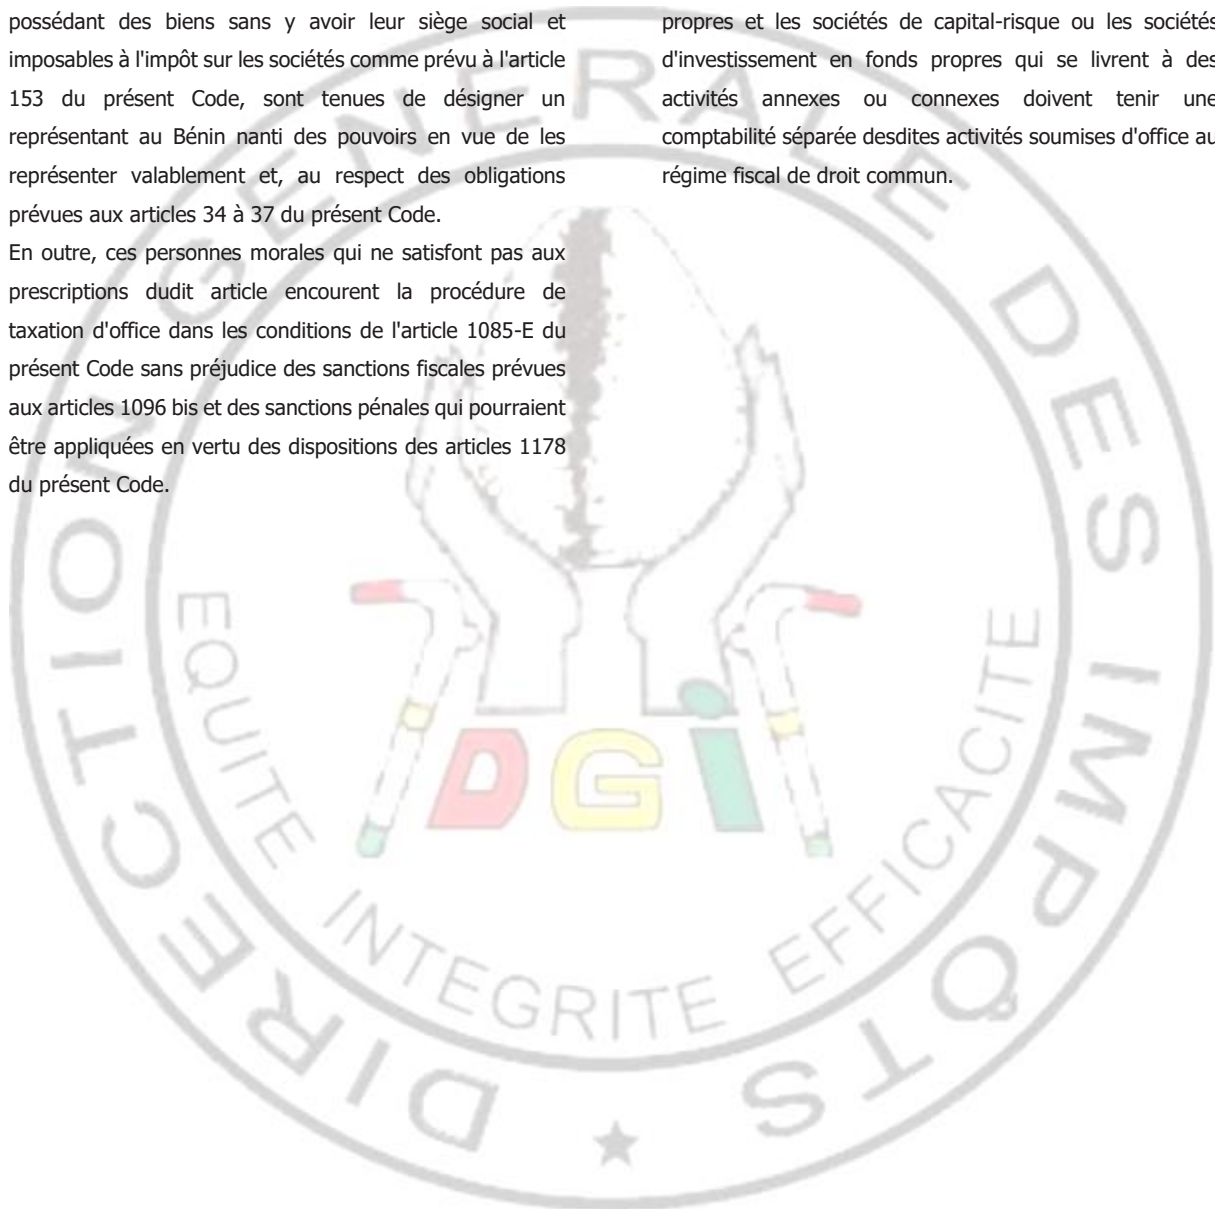 possédant des biens sans y avoir leur siège social et
imposables à l'impôt sur les sociétés comme prévu à l'article
153 du présent Code, sont tenues de désigner un
représentant au Bénin nanti des pouvoirs en vue de les
représenter valablement et, au respect des obligations
prévues aux articles 34 à 37 du présent Code.
En outre, ces personnes morales qui ne satisfont pas aux
prescriptions dudit article encourent la procédure de
taxation d'office dans les conditions de l'article 1085-E du
présent Code sans préjudice des sanctions fiscales prévues
aux articles 1096 bis et des sanctions pénales qui pourraient
être appliquées en vertu des dispositions des articles 1178
du présent Code.
propres et les sociétés de capital-risque ou les sociétés
d'investissement en fonds propres qui se livrent à des
activités annexes ou connexes doivent tenir une
comptabilité séparée desdites activités soumises d'office au
régime fiscal de droit commun.
DIRECTION GENERALE DES IMPÔTS
EQUITE INTEGRITE EFFICACITE
DGI